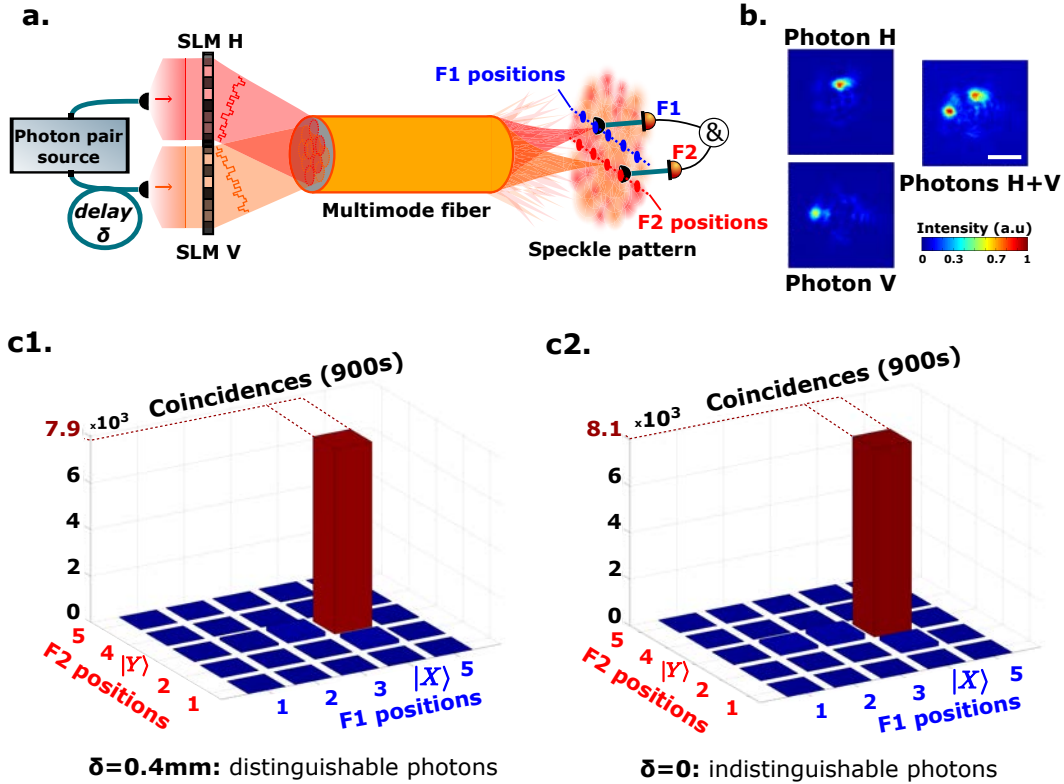 a.
SLM H
Photon pair
source
delay
δ
SLM V
Multimode fiber
F1 positions
F1
&
F2
F2 positions
Speckle pattern
b.
Photon H
Photons H+V
Photon V
Intensity (a.u)
0 0.3 0.7 1
c1.
Coincidences (900s)
7.9 x10³
6
4
2
0
5 4 |Y⟩ 2 1
F2 positions
1 2 3 |X⟩ 5
F1 positions
δ=0.4mm: distinguishable photons
c2.
Coincidences (900s)
8.1 x10³
6
4
2
0
5 4 |Y⟩ 2 1
F2 positions
1 2 3 |X⟩ 5
F1 positions
δ=0: indistinguishable photons